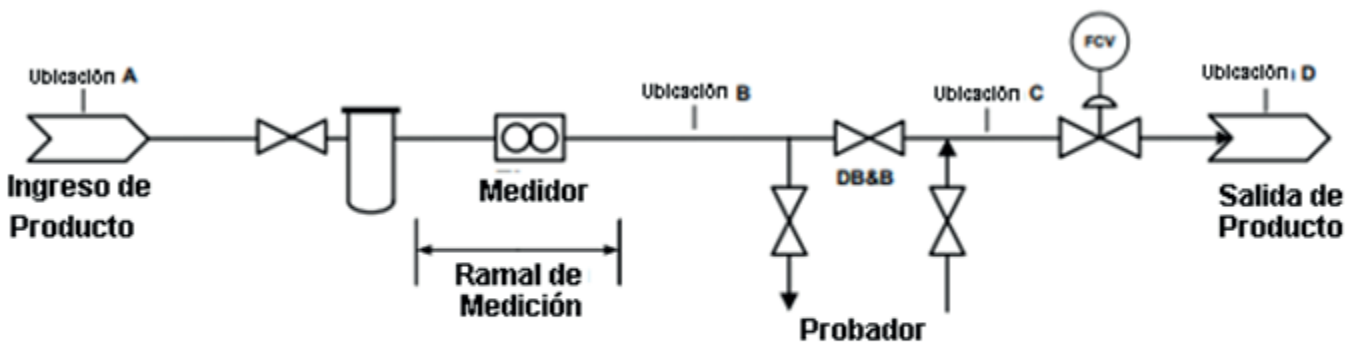 FCV
Ubicación A
Ubicación B
Ubicación C
Ubicación D
DB&B
Ingreso de
Producto
Medidor
Salida de
Producto
Ramal de
Medición
Probador